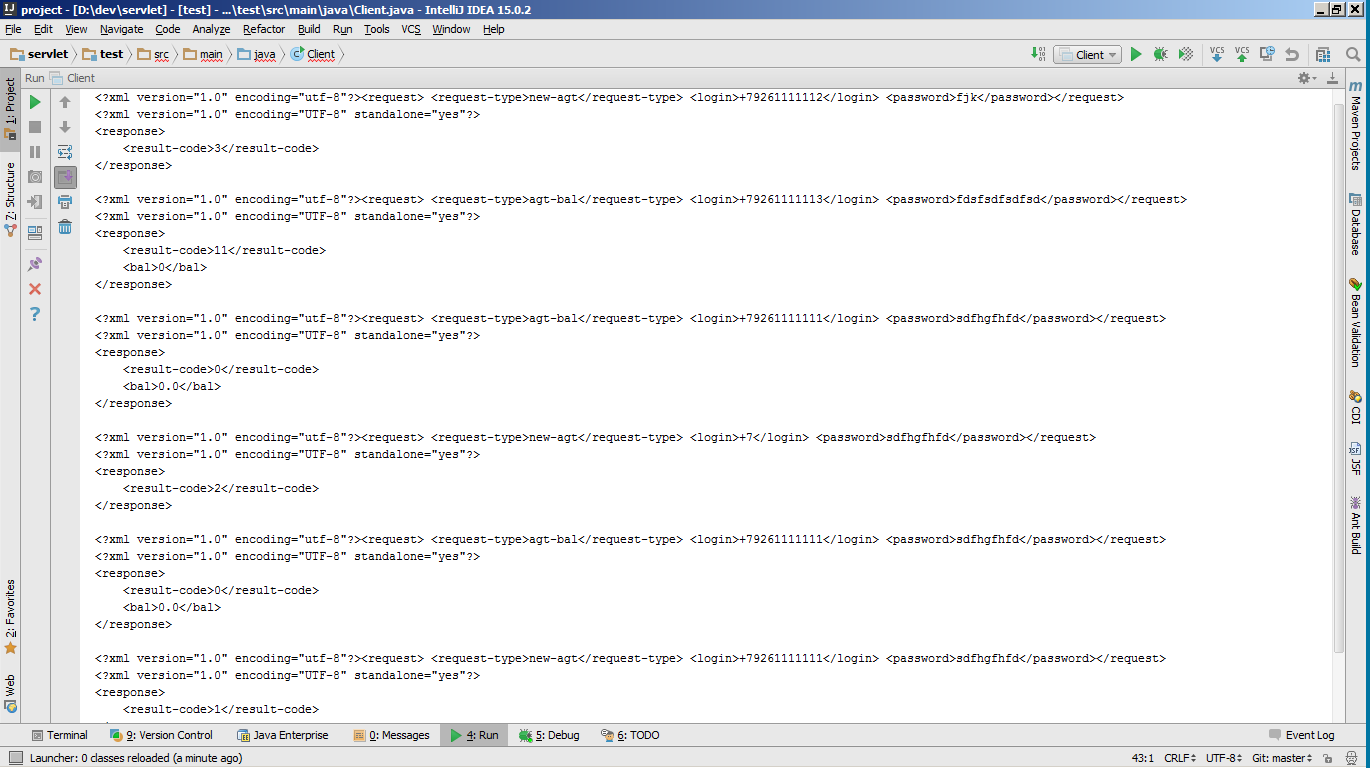 project - [D:\dev\servlet] - [test] - ...\test\src\main\java\Client.java - IntelliJ IDEA 15.0.2
File Edit View Navigate Code Analyze Refactor Build Run Tools VCS Window Help
servlet test src main java Client Client VCS VCS
Run Client
1: Project
Z: Structure
2: Favorites
Web
<?xml version="1.0" encoding="utf-8"?><request> <request-type>new-agt</request-type> <login>+79261111112</login> <password>fjk</password></request>
<?xml version="1.0" encoding="UTF-8" standalone="yes"?>
<response>
    <result-code>3</result-code>
</response>
<?xml version="1.0" encoding="utf-8"?><request> <request-type>agt-bal</request-type> <login>+79261111113</login> <password>fdsfsdfsdfsd</password></request>
<?xml version="1.0" encoding="UTF-8" standalone="yes"?>
<response>
    <result-code>11</result-code>
    <bal>0</bal>
</response>
<?xml version="1.0" encoding="utf-8"?><request> <request-type>agt-bal</request-type> <login>+79261111111</login> <password>sdfhgfhfd</password></request>
<?xml version="1.0" encoding="UTF-8" standalone="yes"?>
<response>
    <result-code>0</result-code>
    <bal>0.0</bal>
</response>
<?xml version="1.0" encoding="utf-8"?><request> <request-type>new-agt</request-type> <login>+7</login> <password>sdfhgfhfd</password></request>
<?xml version="1.0" encoding="UTF-8" standalone="yes"?>
<response>
    <result-code>2</result-code>
</response>
<?xml version="1.0" encoding="utf-8"?><request> <request-type>agt-bal</request-type> <login>+79261111111</login> <password>sdfhgfhfd</password></request>
<?xml version="1.0" encoding="UTF-8" standalone="yes"?>
<response>
    <result-code>0</result-code>
    <bal>0.0</bal>
</response>
<?xml version="1.0" encoding="utf-8"?><request> <request-type>new-agt</request-type> <login>+79261111111</login> <password>sdfhgfhfd</password></request>
<?xml version="1.0" encoding="UTF-8" standalone="yes"?>
<response>
    <result-code>1</result-code>
Maven Projects
Database
Bean Validation
CDI
JSF
Ant Build
Terminal 9: Version Control Java Enterprise 0: Messages 4: Run 5: Debug 6: TODO Event Log
Launcher: 0 classes reloaded (a minute ago) 43:1 CRLF UTF-8 Git: master